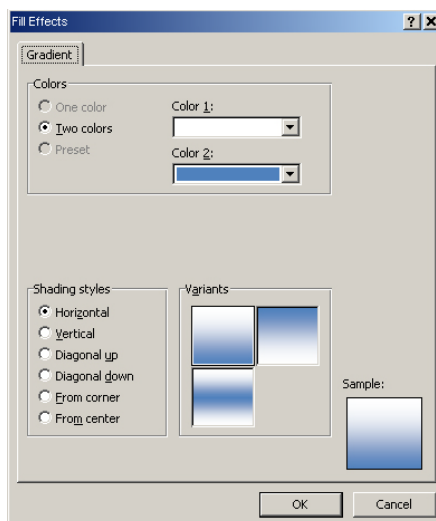 Fill Effects
Gradient
Colors
One color
Two colors
Preset
Color 1:
Color 2:
Shading styles
Horizontal
Vertical
Diagonal up
Diagonal down
From corner
From center
Variants
Sample:
OK
Cancel